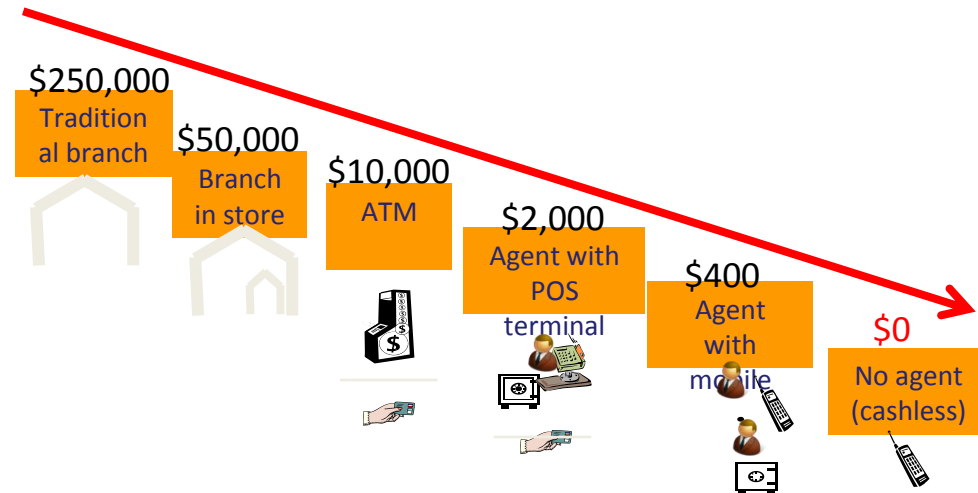 $250,000
Tradition
al branch
$50,000
Branch
in store
$10,000
ATM
$2,000
Agent with
POS
terminal
$400
Agent
with
mobile
$0
No agent
(cashless)